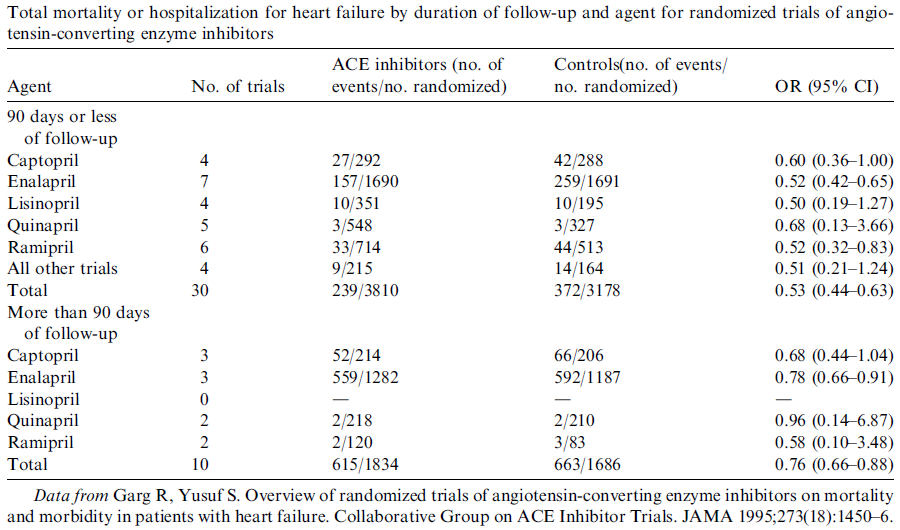 Total mortality or hospitalization for heart failure by duration of follow-up and agent for randomized trials of angio-
tensin-converting enzyme inhibitors
Agent No. of trials ACE inhibitors (no. of events/no. randomized) Controls(no. of events/ no. randomized) OR (95% CI)
90 days or less
of follow-up
Captopril 4 27/292 42/288 0.60 (0.36–1.00)
Enalapril 7 157/1690 259/1691 0.52 (0.42–0.65)
Lisinopril 4 10/351 10/195 0.50 (0.19–1.27)
Quinapril 5 3/548 3/327 0.68 (0.13–3.66)
Ramipril 6 33/714 44/513 0.52 (0.32–0.83)
All other trials 4 9/215 14/164 0.51 (0.21–1.24)
Total 30 239/3810 372/3178 0.53 (0.44–0.63)
More than 90 days
of follow-up
Captopril 3 52/214 66/206 0.68 (0.44–1.04)
Enalapril 3 559/1282 592/1187 0.78 (0.66–0.91)
Lisinopril 0 — — —
Quinapril 2 2/218 2/210 0.96 (0.14–6.87)
Ramipril 2 2/120 3/83 0.58 (0.10–3.48)
Total 10 615/1834 663/1686 0.76 (0.66–0.88)
Data from Garg R, Yusuf S. Overview of randomized trials of angiotensin-converting enzyme inhibitors on mortality
and morbidity in patients with heart failure. Collaborative Group on ACE Inhibitor Trials. JAMA 1995;273(18):1450–6.